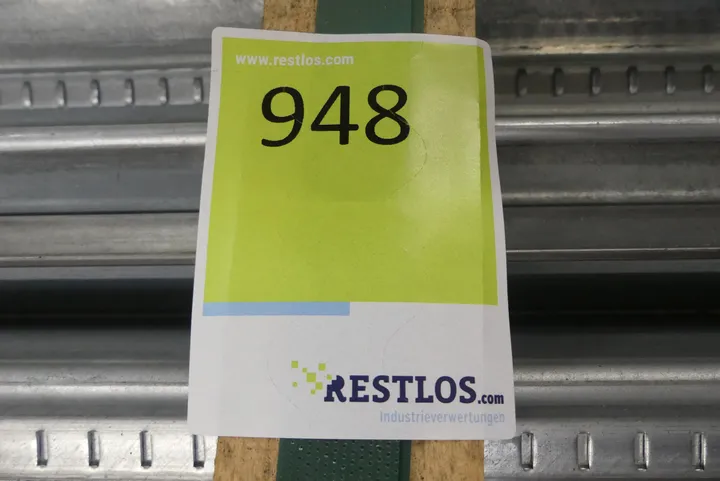 www.restlos.com
948
RESTLOS.com
Industrieverwertungen